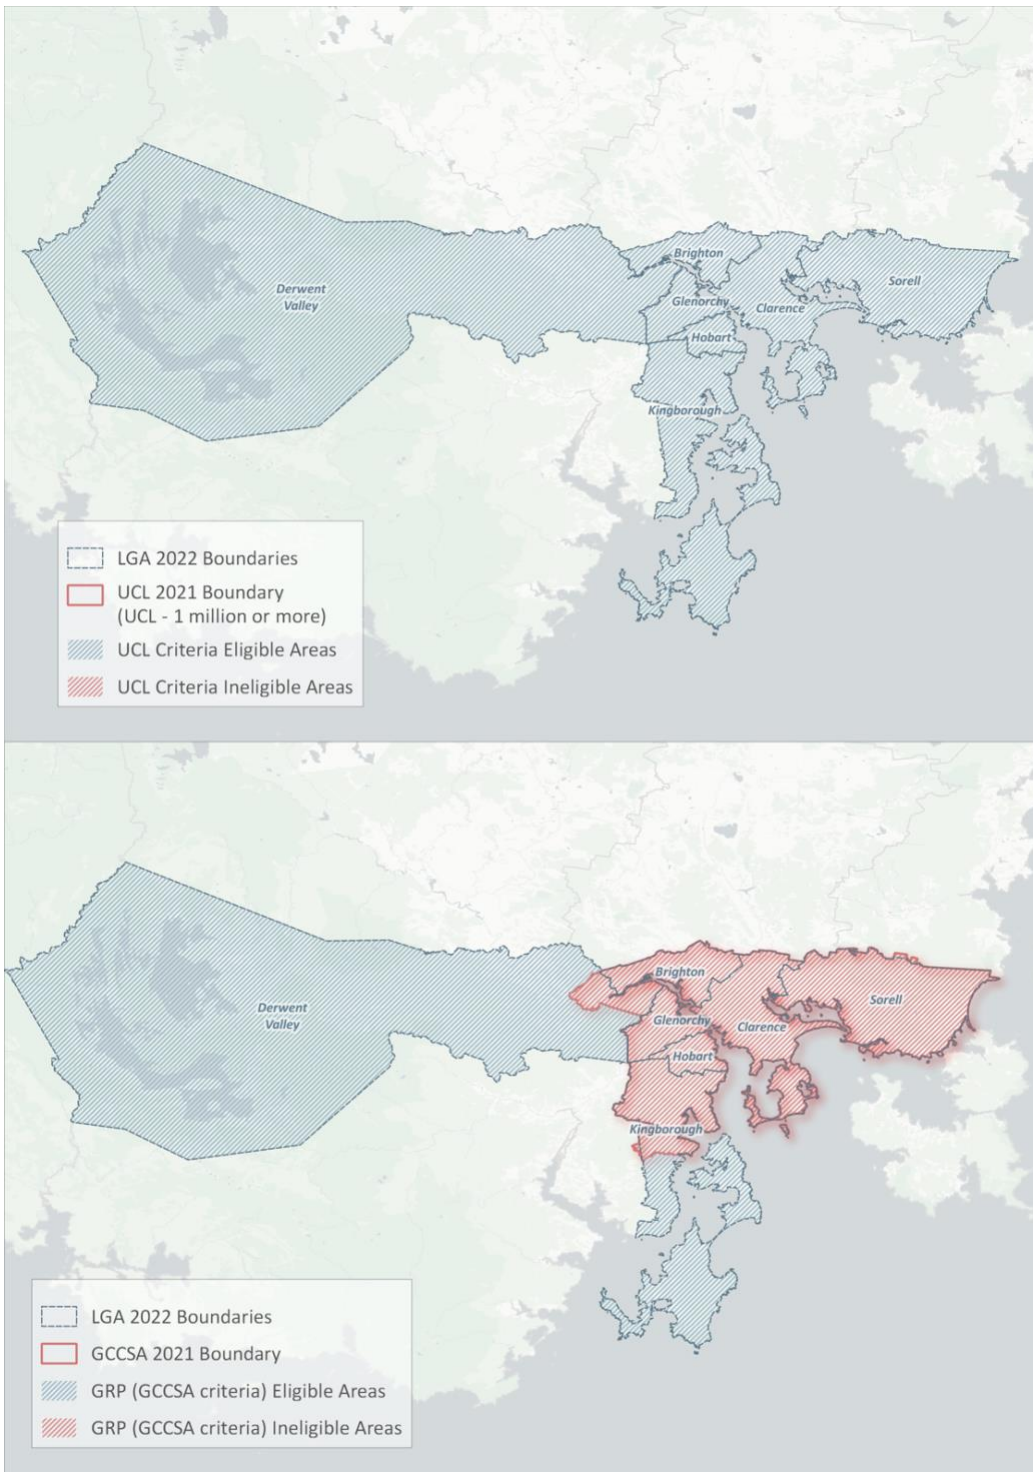 Brighton
Derwent
Valley
Sorell
Glenorchy
Clarence
Hobart
Kingborough
LGA 2022 Boundaries
UCL 2021 Boundary
(UCL - 1 million or more)
UCL Criteria Eligible Areas
UCL Criteria Ineligible Areas
Brighton
Sorell
Derwent
Valley
Glenorchy
Clarence
Hobart
Kingborough
LGA 2022 Boundaries
GCCSA 2021 Boundary
GRP (GCCSA criteria) Eligible Areas
GRP (GCCSA criteria) Ineligible Areas